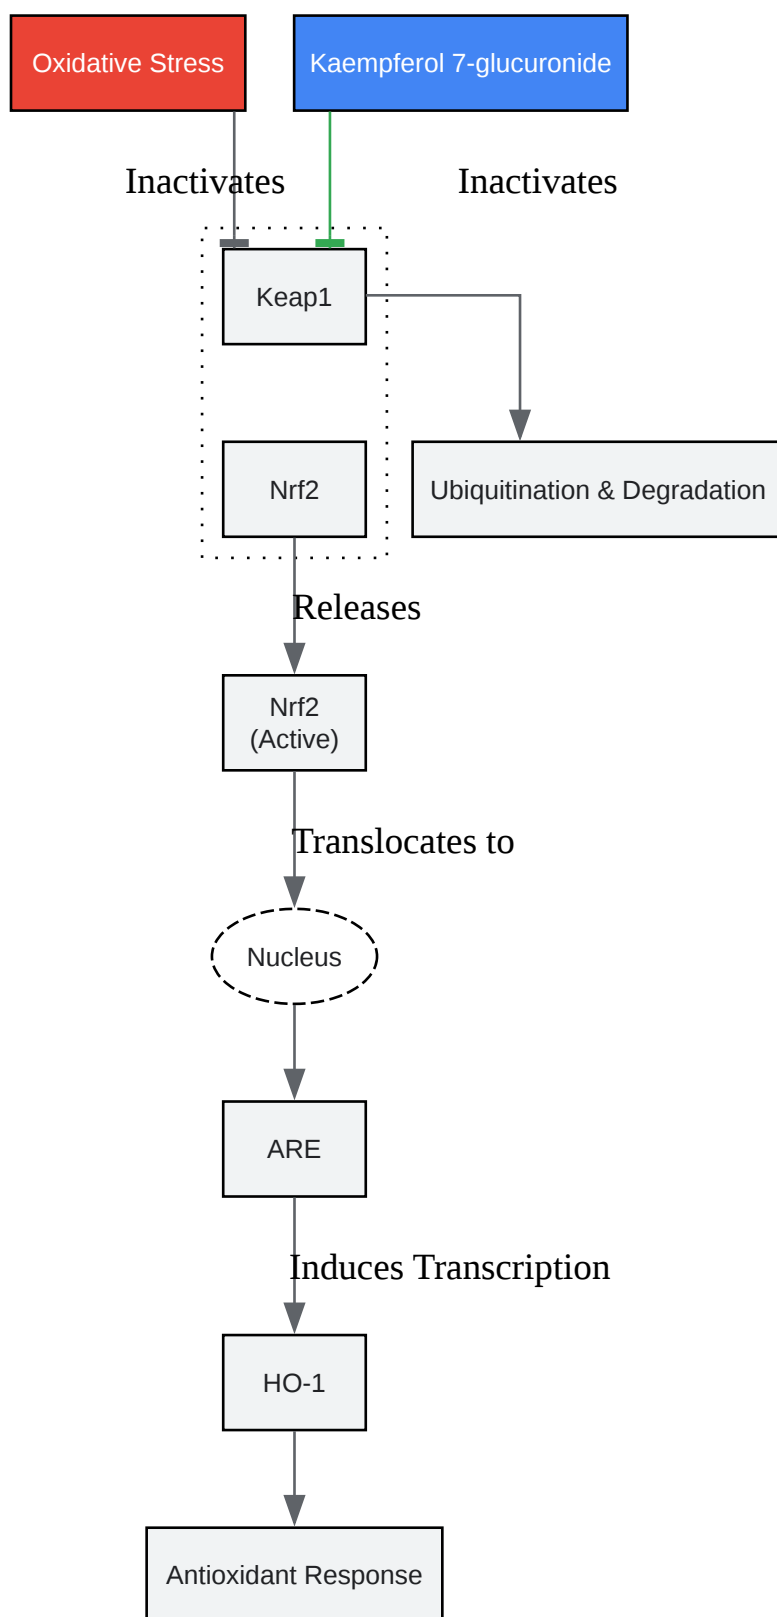 Oxidative Stress
Kaempferol 7-glucuronide
Inactivates
Inactivates
Keap1
Nrf2
Ubiquitination & Degradation
Releases
Nrf2
(Active)
Translocates to
Nucleus
ARE
Induces Transcription
HO-1
Antioxidant Response